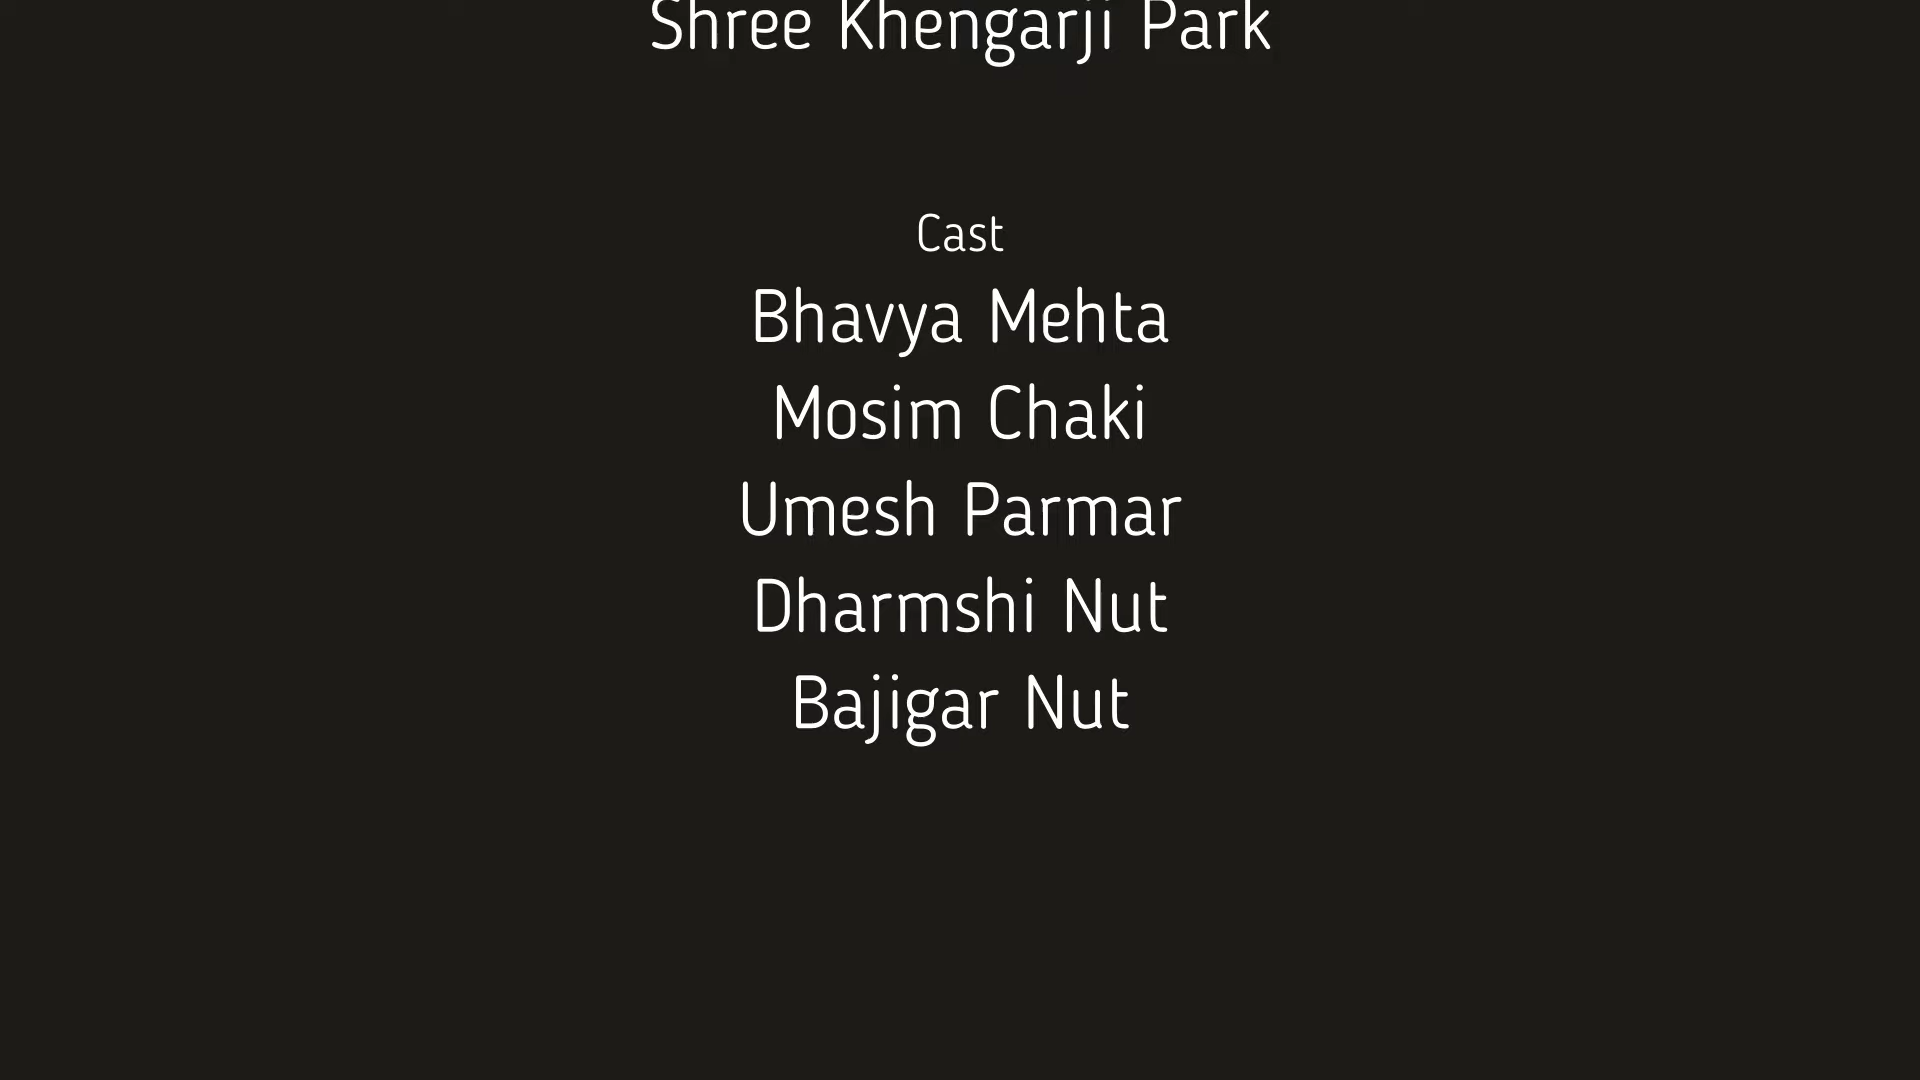 Shree Khengarji Park
Cast
Bhavya Mehta
Mosim Chaki
Umesh Parmar
Dharmshi Nut
Bajigar Nut